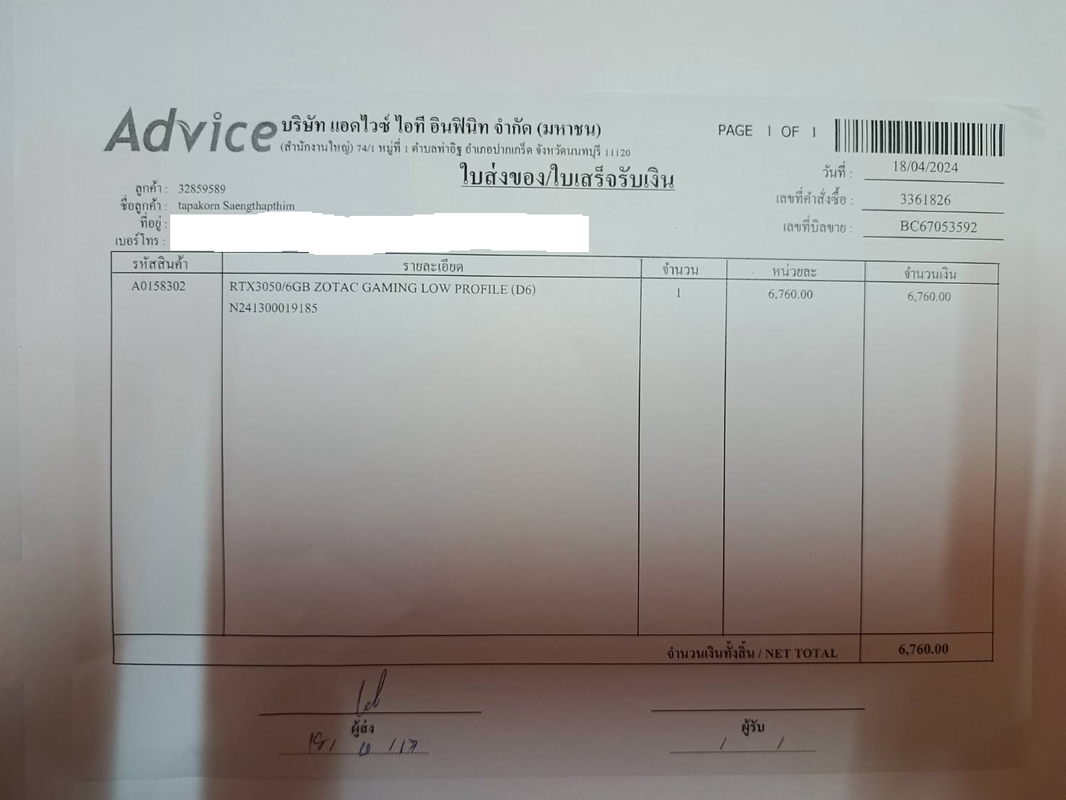 Advice บริษัท แอดไวซ์ ไอที อินฟินิท จำกัด (มหาชน)
(สำนักงานใหญ่) 74/1 หมู่ที่ 1 ตำบลท่าอิฐ อำเภอปากเกร็ด จังหวัดนนทบุรี 11120
PAGE 1 OF 1
ใบส่งของ/ใบเสร็จรับเงิน
วันที่ : 18/04/2024
เลขที่คำสั่งซื้อ : 3361826
เลขที่บิลขาย : BC67053592
ลูกค้า : 32859589
ชื่อลูกค้า : tapakorn Saengthapthim
ที่อยู่ :
เบอร์โทร :
รหัสสินค้า รายละเอียด จำนวน หน่วยละ จำนวนเงิน
A0158302 RTX3050/6GB ZOTAC GAMING LOW PROFILE (D6) 1 6,760.00 6,760.00
N241300019185
จำนวนเงินทั้งสิ้น / NET TOTAL 6,760.00
ผู้ส่ง ผู้รับ
/ /